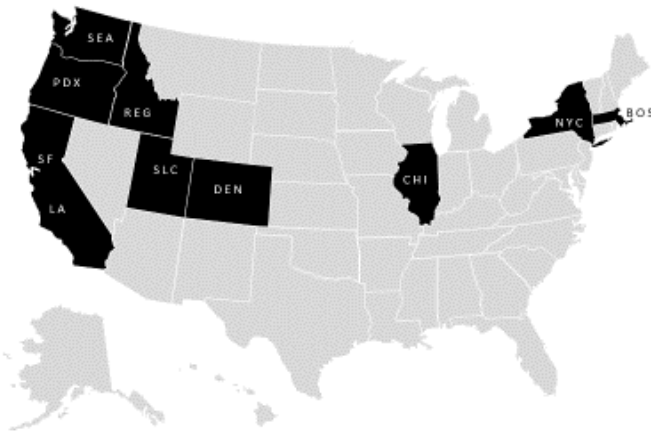 SEA
PDX
REG
SF
SLC
DEN
LA
CHI
NYC
BOS